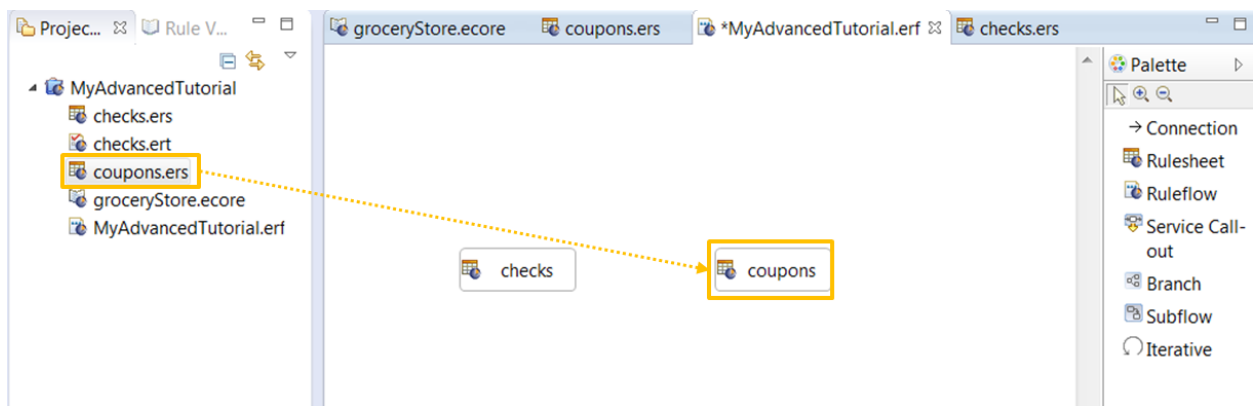 Projec...
Rule V...
MyAdvancedTutorial
checks.ers
checks.ert
coupons.ers
groceryStore.ecore
MyAdvancedTutorial.erf
groceryStore.ecore
coupons.ers
*MyAdvancedTutorial.erf
checks.ers
checks
coupons
Palette
Connection
Rulesheet
Ruleflow
Service Call-
out
Branch
Subflow
Iterative